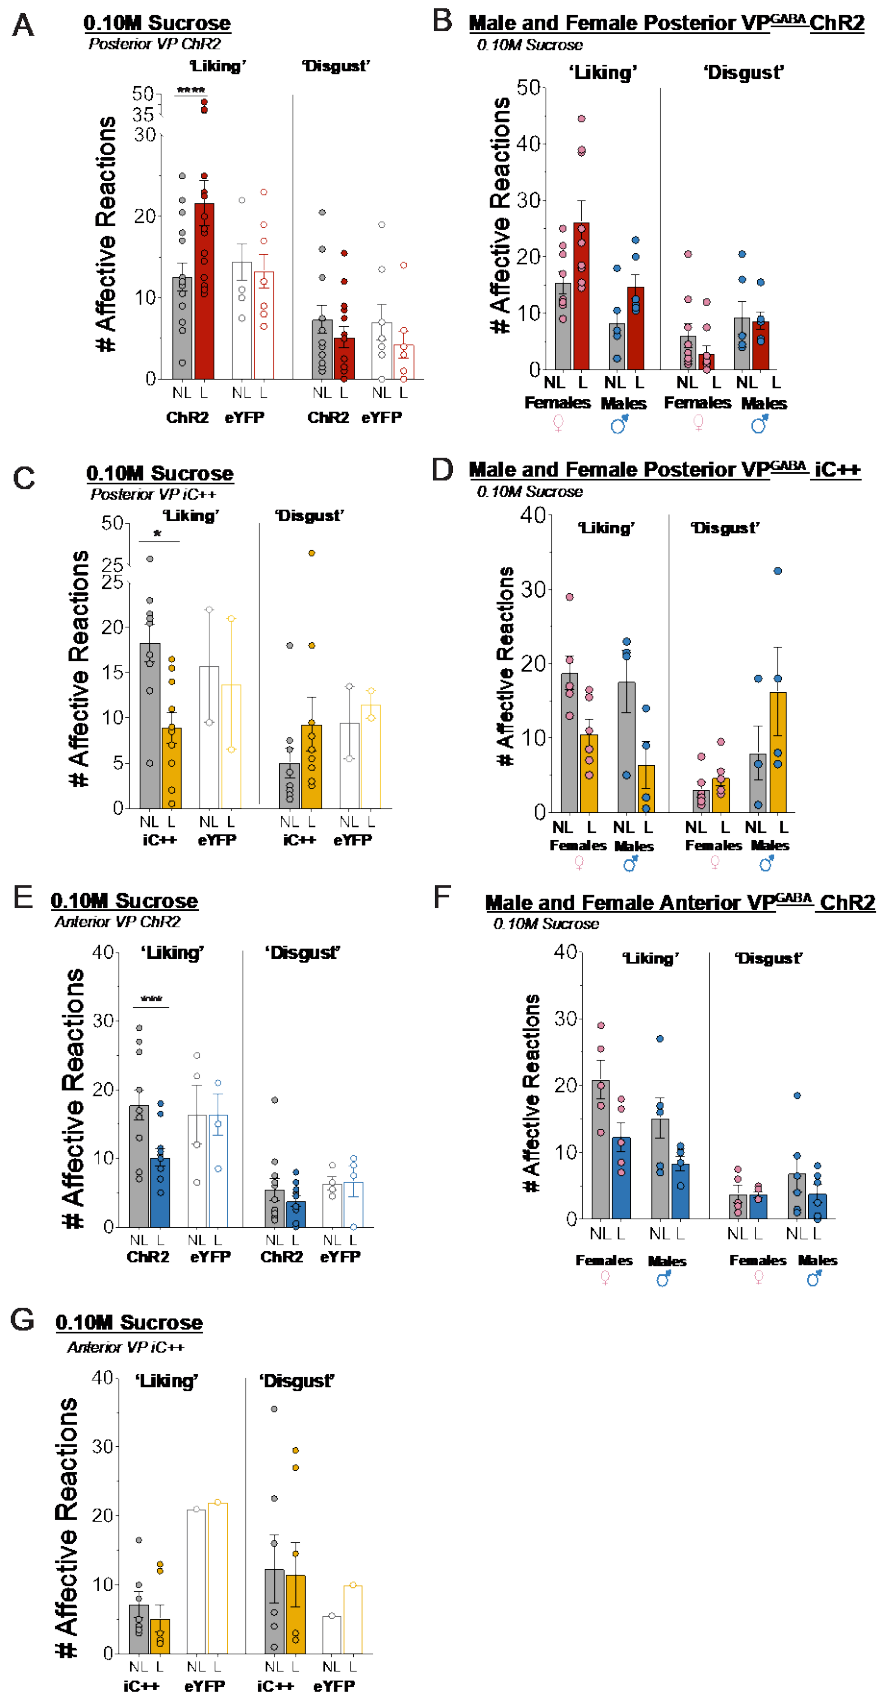 A
0.10M Sucrose
Posterior VP ChR2
'Liking' 'Disgust'
# Affective Reactions
50
35
30
20
10
0
****
NL L NL L NL L NL L
ChR2 eYFP ChR2 eYFP
B
Male and Female Posterior VP^GABA ChR2
0.10M Sucrose
'Liking' 'Disgust'
# Affective Reactions
50
40
30
20
10
0
NL L NL L NL L NL L
Females Males Females Males
♀ ♂ ♀ ♂
C
0.10M Sucrose
Posterior VP iC++
'Liking' 'Disgust'
# Affective Reactions
50
25
20
15
10
5
0
*
NL L NL L NL L NL L
iC++ eYFP iC++ eYFP
D
Male and Female Posterior VP^GABA iC++
0.10M Sucrose
'Liking' 'Disgust'
# Affective Reactions
40
30
20
10
0
NL L NL L NL L NL L
Females Males Females Males
♀ ♂ ♀ ♂
E
0.10M Sucrose
Anterior VP ChR2
'Liking' 'Disgust'
# Affective Reactions
40
30
20
10
0
***
NL L NL L NL L NL L
ChR2 eYFP ChR2 eYFP
F
Male and Female Anterior VP^GABA ChR2
0.10M Sucrose
'Liking' 'Disgust'
# Affective Reactions
40
30
20
10
0
NL L NL L NL L NL L
Females Males Females Males
♀ ♂ ♀ ♂
G
0.10M Sucrose
Anterior VP iC++
'Liking' 'Disgust'
# Affective Reactions
40
30
20
10
0
NL L NL L NL L NL L
iC++ eYFP iC++ eYFP